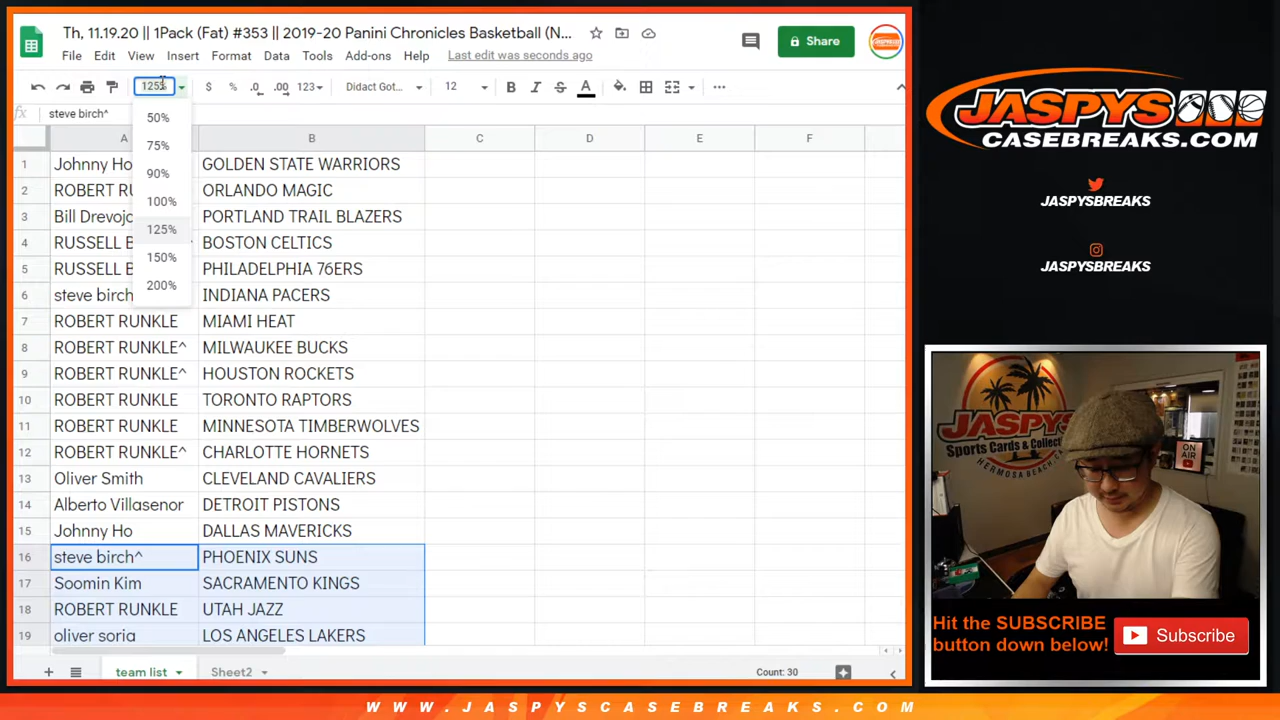 Th, 11.19.20 || 1Pack (Fat) #353 || 2019-20 Panini Chronicles Basketball (N...
File Edit View Insert Format Data Tools Add-ons Help Last edit was seconds ago
Share
125% $ % .0 .00 123 Didact Got... 12 B I S A
fx steve birch^
50%
75%
90%
100%
125%
150%
200%
A B C D E F
1 Johnny Ho GOLDEN STATE WARRIORS
2 ROBERT RU ORLANDO MAGIC
3 Bill Drevojo PORTLAND TRAIL BLAZERS
4 RUSSELL B ^ BOSTON CELTICS
5 RUSSELL B PHILADELPHIA 76ERS
6 steve birch INDIANA PACERS
7 ROBERT RUNKLE MIAMI HEAT
8 ROBERT RUNKLE^ MILWAUKEE BUCKS
9 ROBERT RUNKLE^ HOUSTON ROCKETS
10 ROBERT RUNKLE TORONTO RAPTORS
11 ROBERT RUNKLE MINNESOTA TIMBERWOLVES
12 ROBERT RUNKLE^ CHARLOTTE HORNETS
13 Oliver Smith CLEVELAND CAVALIERS
14 Alberto Villasenor DETROIT PISTONS
15 Johnny Ho DALLAS MAVERICKS
16 steve birch^ PHOENIX SUNS
17 Soomin Kim SACRAMENTO KINGS
18 ROBERT RUNKLE UTAH JAZZ
19 oliver soria LOS ANGELES LAKERS
team list Sheet2 Count: 30
JASPYS
CASEBREAKS.COM
JASPYSBREAKS
JASPYSBREAKS
JASPYS
Sports Cards & Collect
HERMOSA BEACH, CA
ON
AIR
Hit the SUBSCRIBE
button down below!
Subscribe
WWW.JASPYSCASEBREAKS.COM